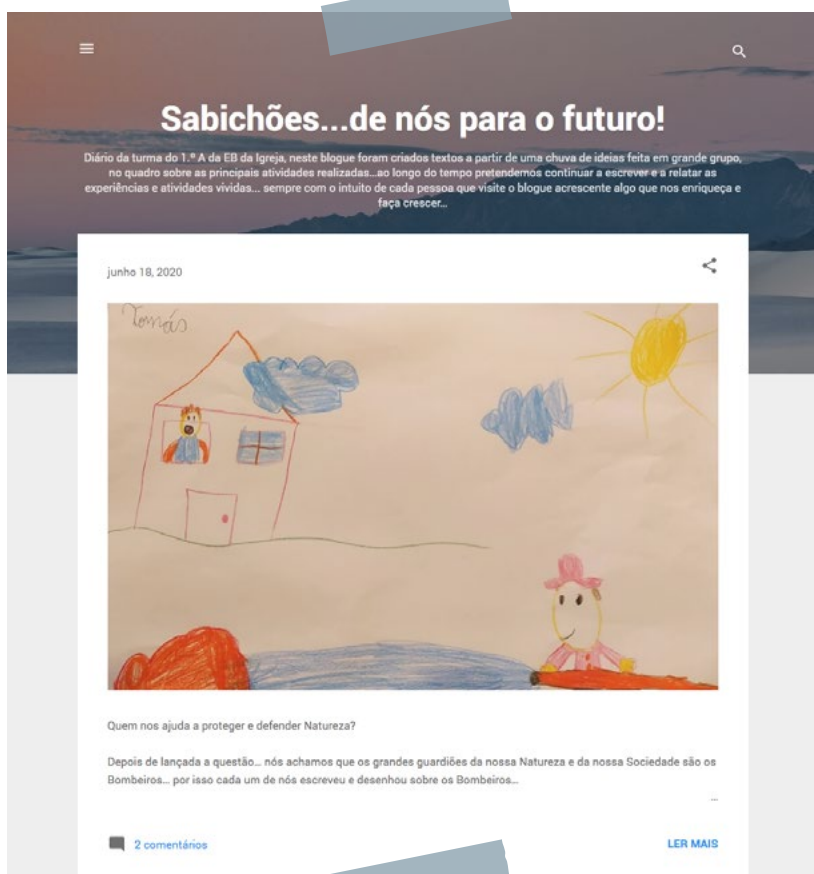 Sabichões...de nós para o futuro!
Diário da turma do 1.º A da EB da Igreja, neste blogue foram criados textos a partir de uma chuva de ideias feita em grande grupo,
no quadro sobre as principais atividades realizadas...ao longo do tempo pretendemos continuar a escrever e a relatar as
experiências e atividades vividas... sempre com o intuito de cada pessoa que visite o blogue acrescente algo que nos enriqueça e
faça crescer...
junho 18, 2020
Tomás
Quem nos ajuda a proteger e defender Natureza?
Depois de lançada a questão... nós achamos que os grandes guardiões da nossa Natureza e da nossa Sociedade são os
Bombeiros... por isso cada um de nós escreveu e desenhou sobre os Bombeiros...
...
2 comentários
LER MAIS